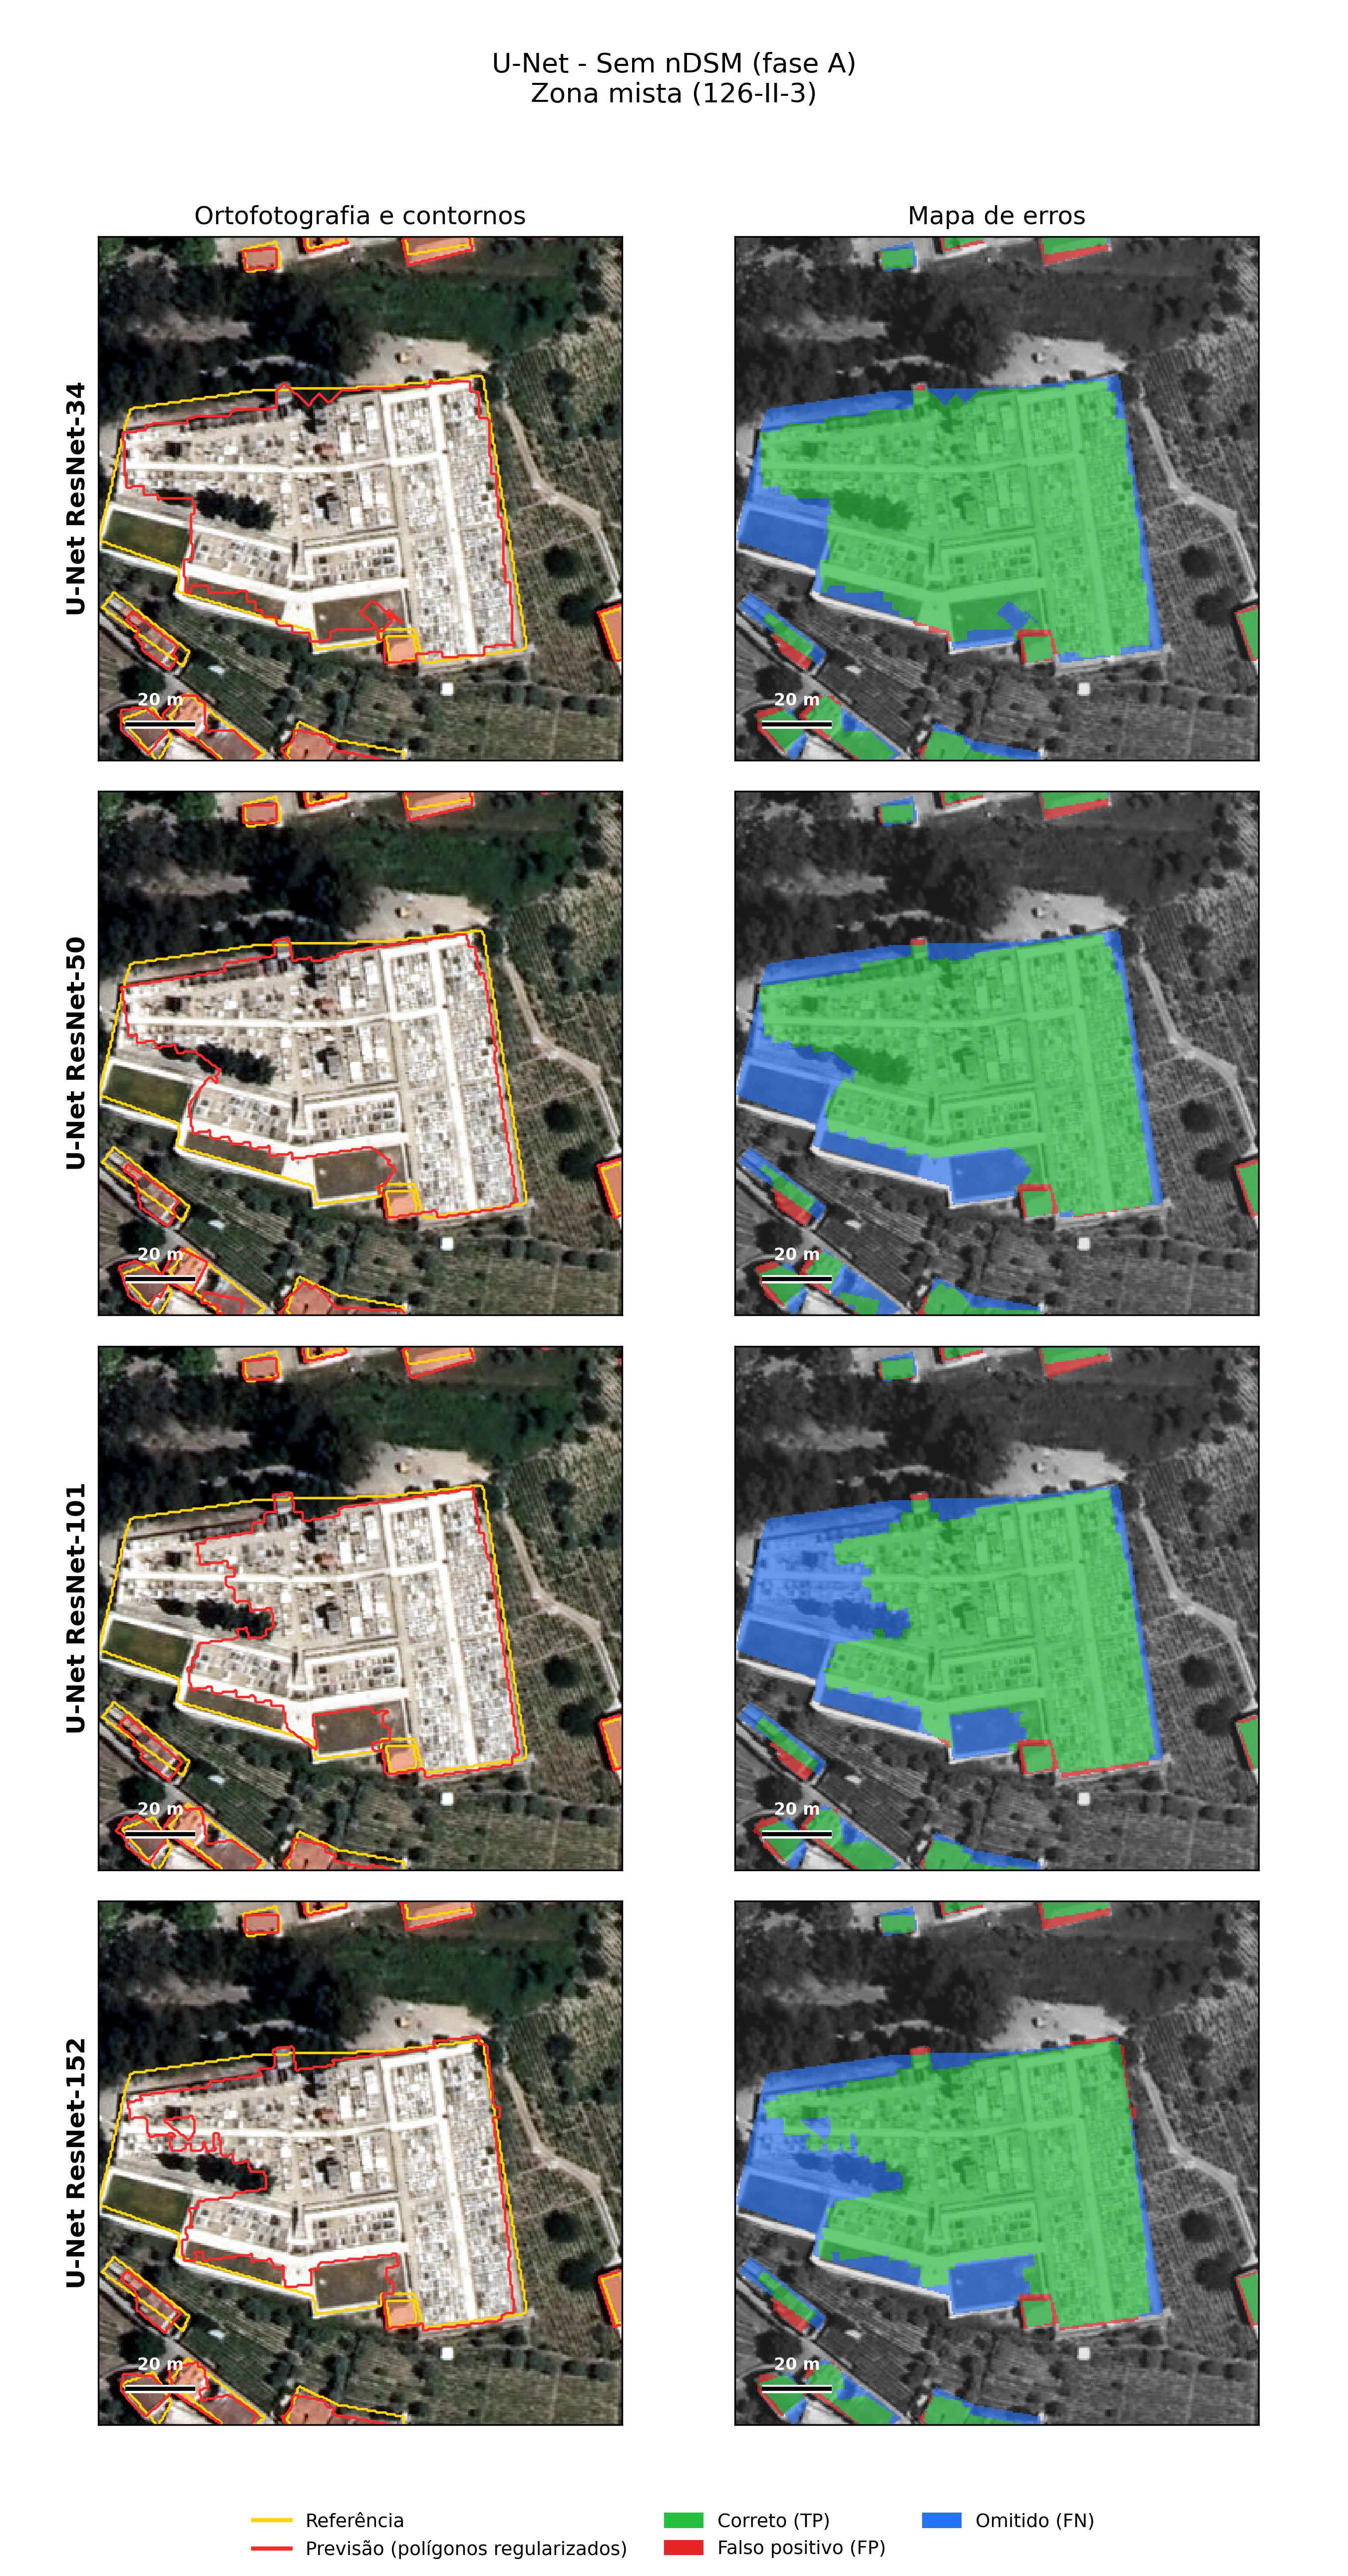 U-Net - Sem nDSM (fase A)
Zona mista (126-II-3)
Ortofotografia e contornos
Mapa de erros
U-Net ResNet-34
20 m
20 m
U-Net ResNet-50
20 m
20 m
U-Net ResNet-101
20 m
20 m
U-Net ResNet-152
20 m
20 m
Referência
Previsão (polígonos regularizados)
Correto (TP)
Falso positivo (FP)
Omitido (FN)